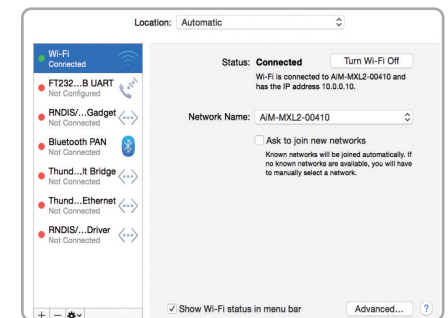 Location: Automatic
Wi-Fi
Connected
FT232...B UART
Not Configured
RNDIS/...Gadget
Not Connected
Bluetooth PAN
Not Connected
Thund...lt Bridge
Not Connected
Thund...Ethernet
Not Connected
RNDIS/...Driver
Not Connected
Status: Connected
Turn Wi-Fi Off
Wi-Fi is connected to AiM-MXL2-00410 and
has the IP address 10.0.0.10.
Network Name: AiM-MXL2-00410
Ask to join new networks
Known networks will be joined automatically. If
no known networks are available, you will have
to manually select a network.
Show Wi-Fi status in menu bar
Advanced...
?